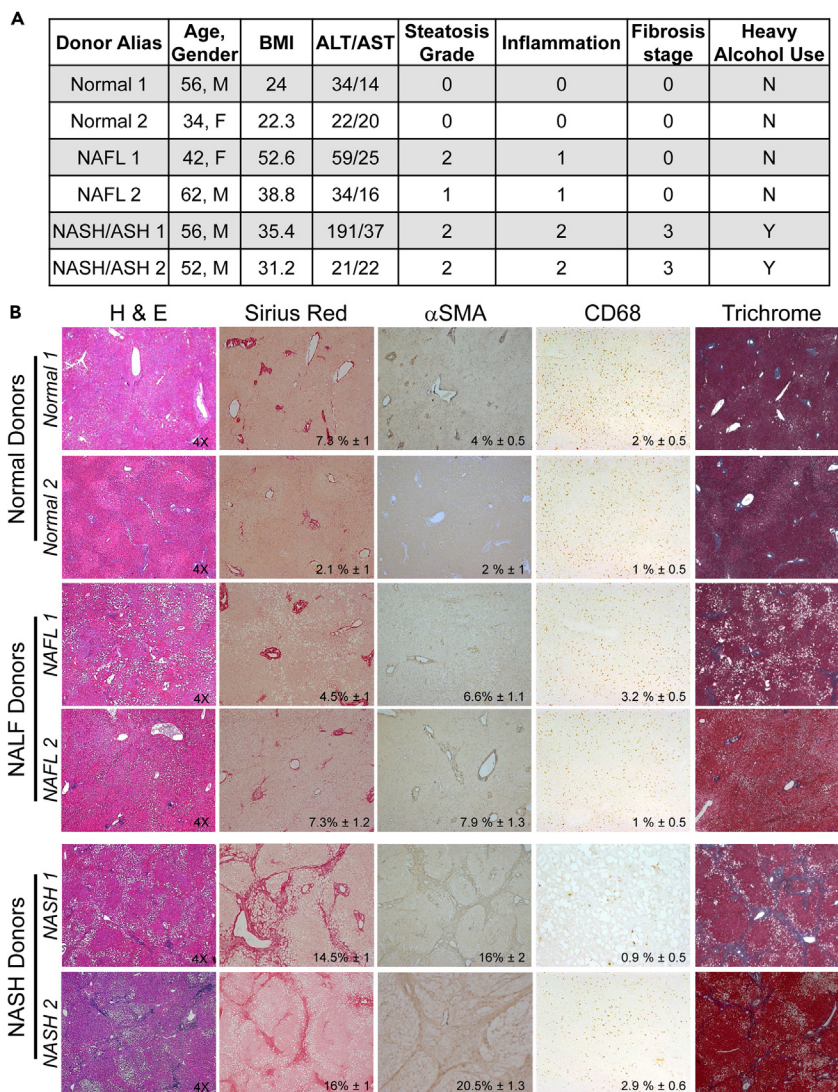 A
Donor Alias Age, Gender BMI ALT/AST Steatosis Grade Inflammation Fibrosis stage Heavy Alcohol Use
Normal 1 56, M 24 34/14 0 0 0 N
Normal 2 34, F 22.3 22/20 0 0 0 N
NAFL 1 42, F 52.6 59/25 2 1 0 N
NAFL 2 62, M 38.8 34/16 1 1 0 N
NASH/ASH 1 56, M 35.4 191/37 2 2 3 Y
NASH/ASH 2 52, M 31.2 21/22 2 2 3 Y
B
H & E Sirius Red αSMA CD68 Trichrome
Normal Donors
Normal 1
4X 7.3 % ± 1 4 % ± 0.5 2 % ± 0.5
Normal 2
4X 2.1 % ± 1 2 % ± 1 1 % ± 0.5
NALF Donors
NAFL 1
4X 4.5% ± 1 6.6% ± 1.1 3.2 % ± 0.5
NAFL 2
4X 7.3% ± 1.2 7.9 % ± 1.3 1 % ± 0.5
NASH Donors
NASH 1
4X 14.5% ± 1 16% ± 2 0.9 % ± 0.5
NASH 2
4X 16% ± 1 20.5% ± 1.3 2.9 % ± 0.6